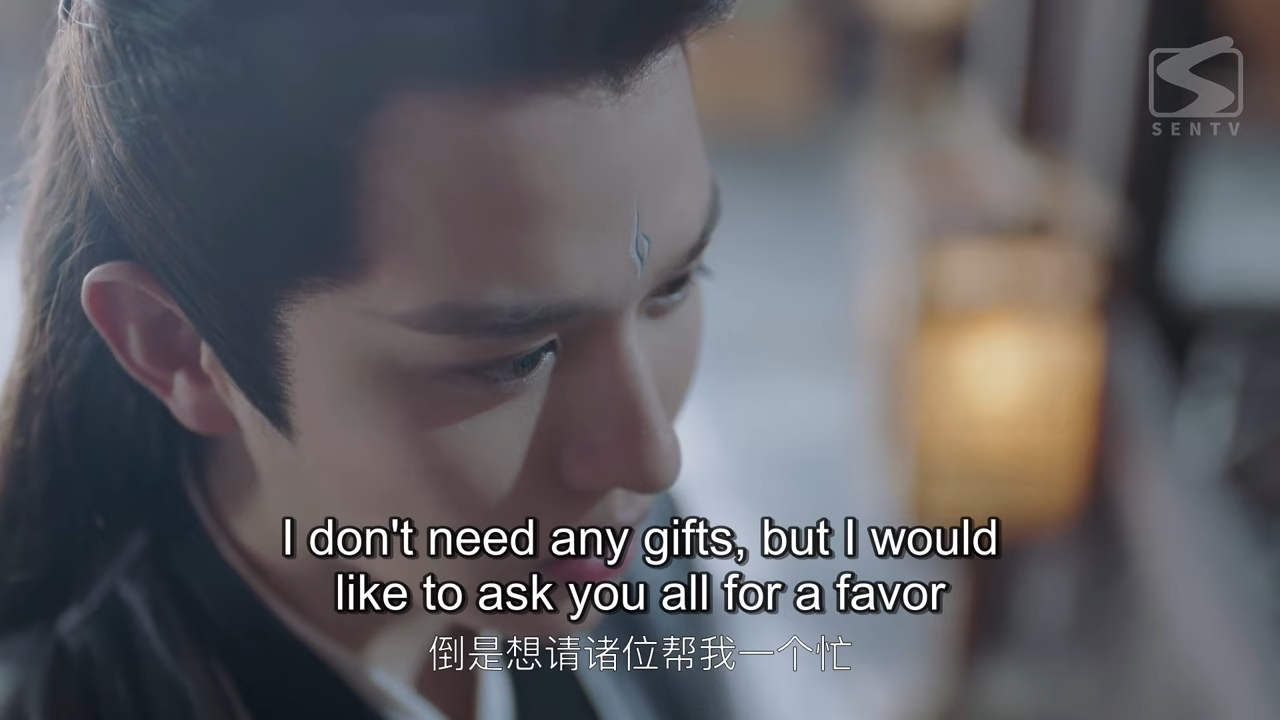 SENTV
I don't need any gifts, but I would
like to ask you all for a favor
倒是想请诸位帮我一个忙